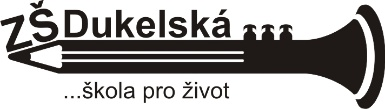 ZŠ Dukelská
...škola pro život